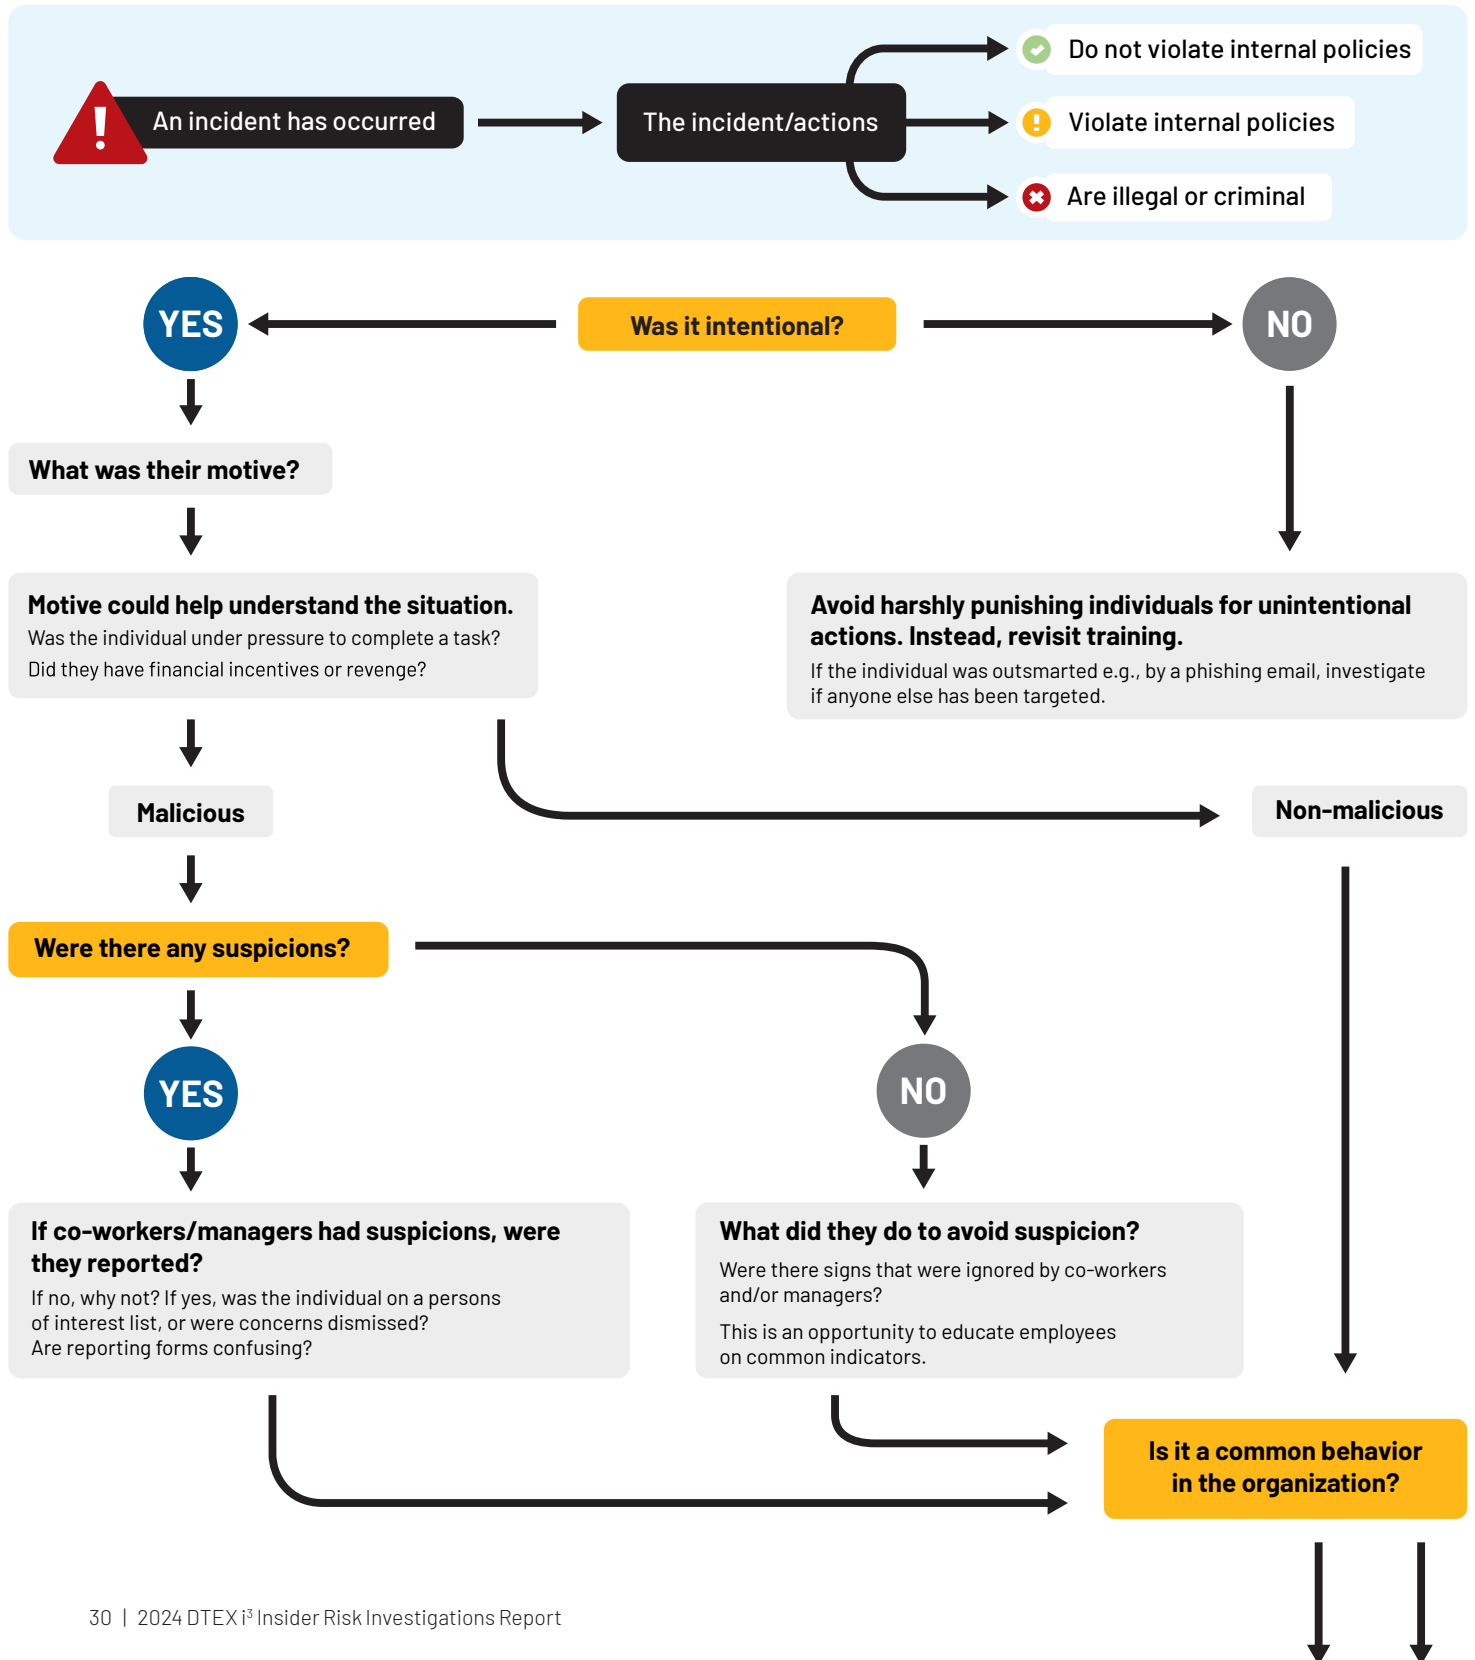 An incident has occurred
The incident/actions
Do not violate internal policies
Violate internal policies
Are illegal or criminal
YES
Was it intentional?
NO
What was their motive?
Motive could help understand the situation.
Was the individual under pressure to complete a task?
Did they have financial incentives or revenge?
Avoid harshly punishing individuals for unintentional
actions. Instead, revisit training.
If the individual was outsmarted e.g., by a phishing email, investigate
if anyone else has been targeted.
Malicious
Non-malicious
Were there any suspicions?
YES
NO
If co-workers/managers had suspicions, were
they reported?
If no, why not? If yes, was the individual on a persons
of interest list, or were concerns dismissed?
Are reporting forms confusing?
What did they do to avoid suspicion?
Were there signs that were ignored by co-workers
and/or managers?
This is an opportunity to educate employees
on common indicators.
Is it a common behavior
in the organization?
30 | 2024 DTEX i³ Insider Risk Investigations Report